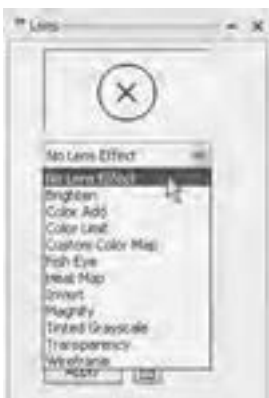 Lens
No Lens Effect
No Lens Effect
Brighten
Color Add
Color Limit
Custom Color Map
Fish Eye
Heat Map
Invert
Magnify
Tinted Grayscale
Transparency
Wireframe
Apply